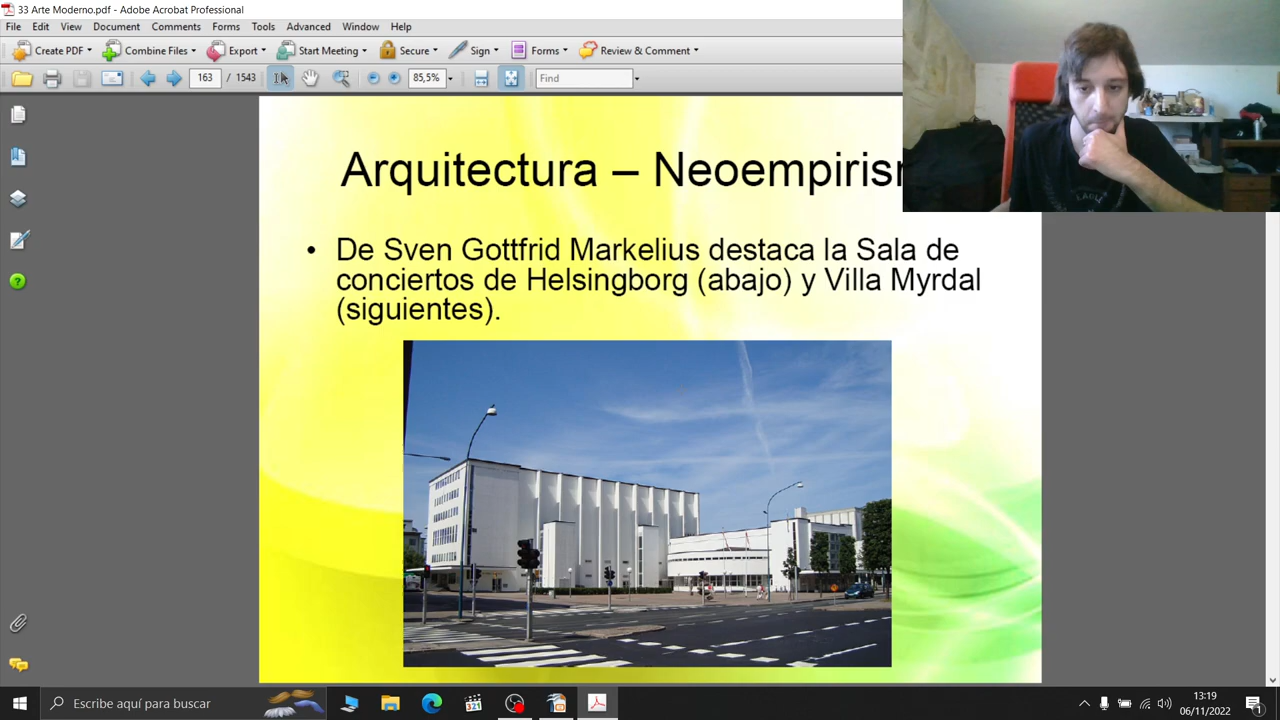 33 Arte Moderno.pdf - Adobe Acrobat Professional
File Edit View Document Comments Forms Tools Advanced Window Help
Create PDF Combine Files Export Start Meeting Secure Sign Forms Review & Comment
163 / 1543 85,5% Find
Arquitectura – Neoempiris
• De Sven Gottfrid Markelius destaca la Sala de
conciertos de Helsingborg (abajo) y Villa Myrdal
(siguientes).
Escribe aquí para buscar
321
13:19
06/11/2022
1